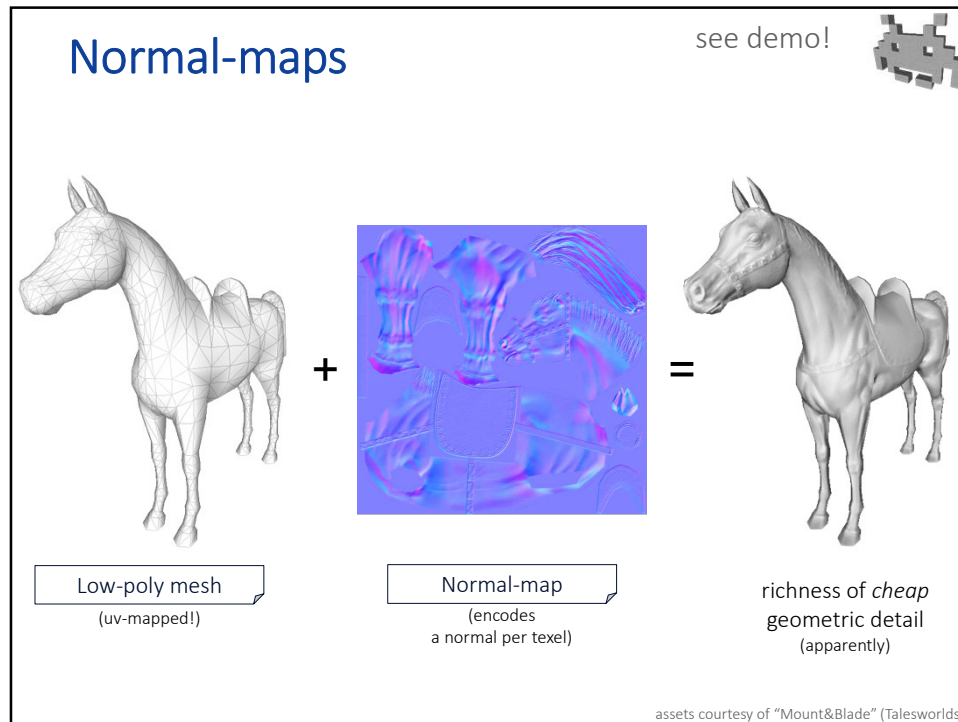 Normal-maps
see demo!
+
=
Low-poly mesh
(uv-mapped!)
Normal-map
(encodes
a normal per texel)
richness of cheap
geometric detail
(apparently)
assets courtesy of "Mount&Blade" (Talesworlds